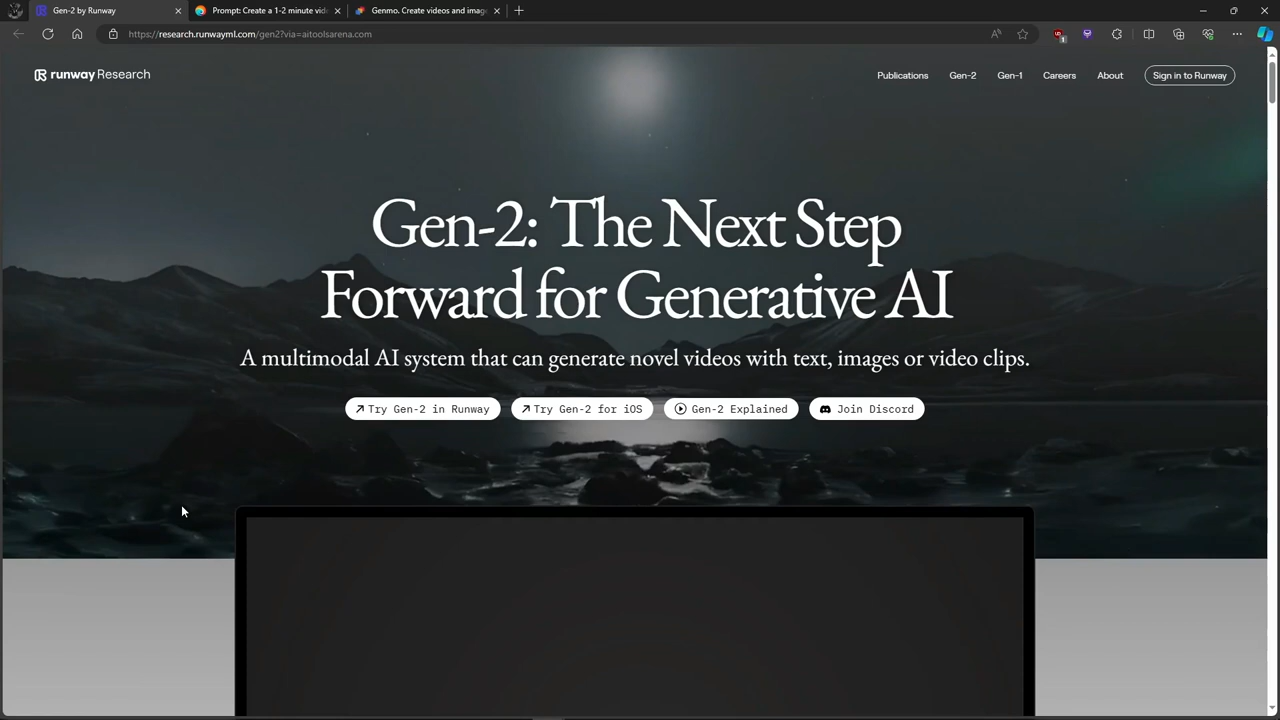 Gen-2 by Runway
Prompt: Create a 1-2 minute vid
Genmo. Create videos and imag
https://research.runwayml.com/gen2?via=aitoolsarena.com
1
runway Research
Publications
Gen-2
Gen-1
Careers
About
Sign in to Runway
Gen-2: The Next Step
Forward for Generative AI
A multimodal AI system that can generate novel videos with text, images or video clips.
Try Gen-2 in Runway
Try Gen-2 for iOS
Gen-2 Explained
Join Discord